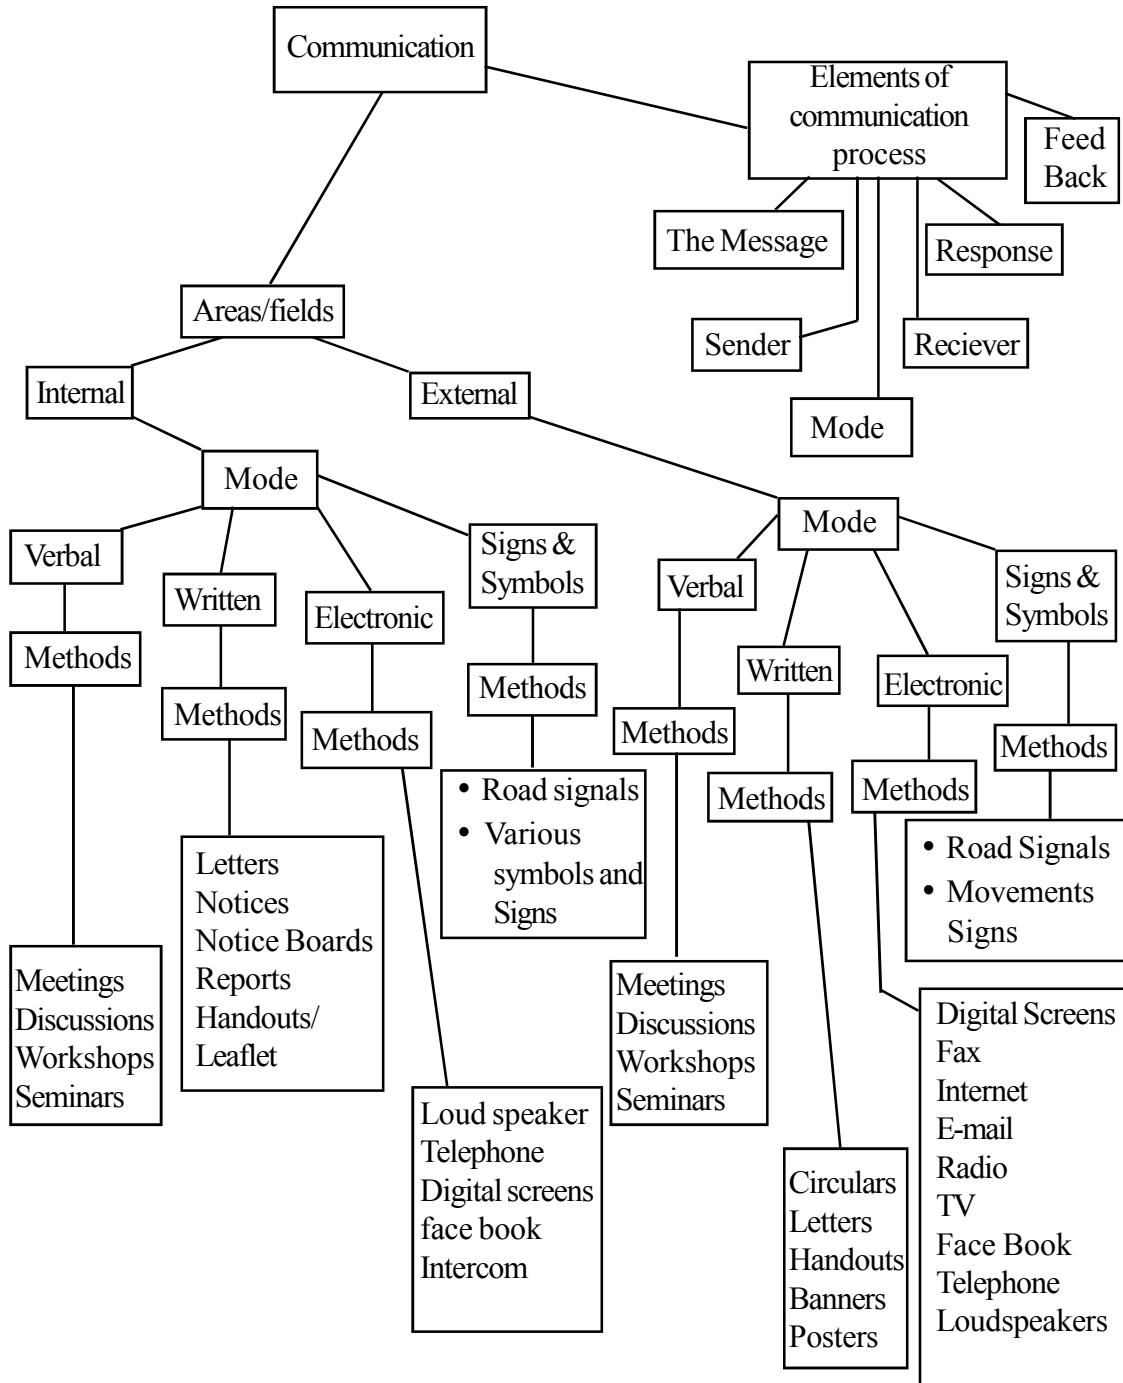 Communication
Elements of
communication
process
Feed
Back
The Message
Response
Sender
Reciever
Mode
Areas/fields
Internal
External
Mode
Verbal
Written
Electronic
Signs &
Symbols
Methods
Methods
Methods
Methods
Meetings
Discussions
Workshops
Seminars
Letters
Notices
Notice Boards
Reports
Handouts/
Leaflet
Loud speaker
Telephone
Digital screens
face book
Intercom
• Road signals
• Various
symbols and
Signs
Mode
Verbal
Written
Electronic
Signs &
Symbols
Methods
Methods
Methods
Methods
Meetings
Discussions
Workshops
Seminars
Circulars
Letters
Handouts
Banners
Posters
Digital Screens
Fax
Internet
E-mail
Radio
TV
Face Book
Telephone
Loudspeakers
• Road Signals
• Movements
Signs